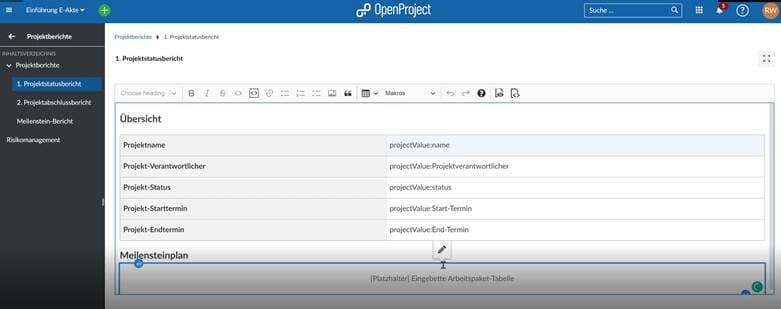 Einführung E-Akte
OpenProject
Suche ...
5
?
RW
Projektberichte
INHALTSVERZEICHNIS
Projektberichte
1. Projektstatusbericht
2. Projektabschlussbericht
Meilenstein-Bericht
Risikomanagement
Projektberichte 1. Projektstatusbericht
1. Projektstatusbericht
Choose heading B I S Makros
Übersicht
Projektname projectValue:name
Projekt-Verantwortlicher projectValue:Projektverantwortlicher
Projekt-Status projectValue:status
Projekt-Starttermin projectValue:Start-Termin
Projekt-Endtermin projectValue:End-Termin
Meilensteinplan
[Platzhalter] Eingebette Arbeitspaket-Tabelle